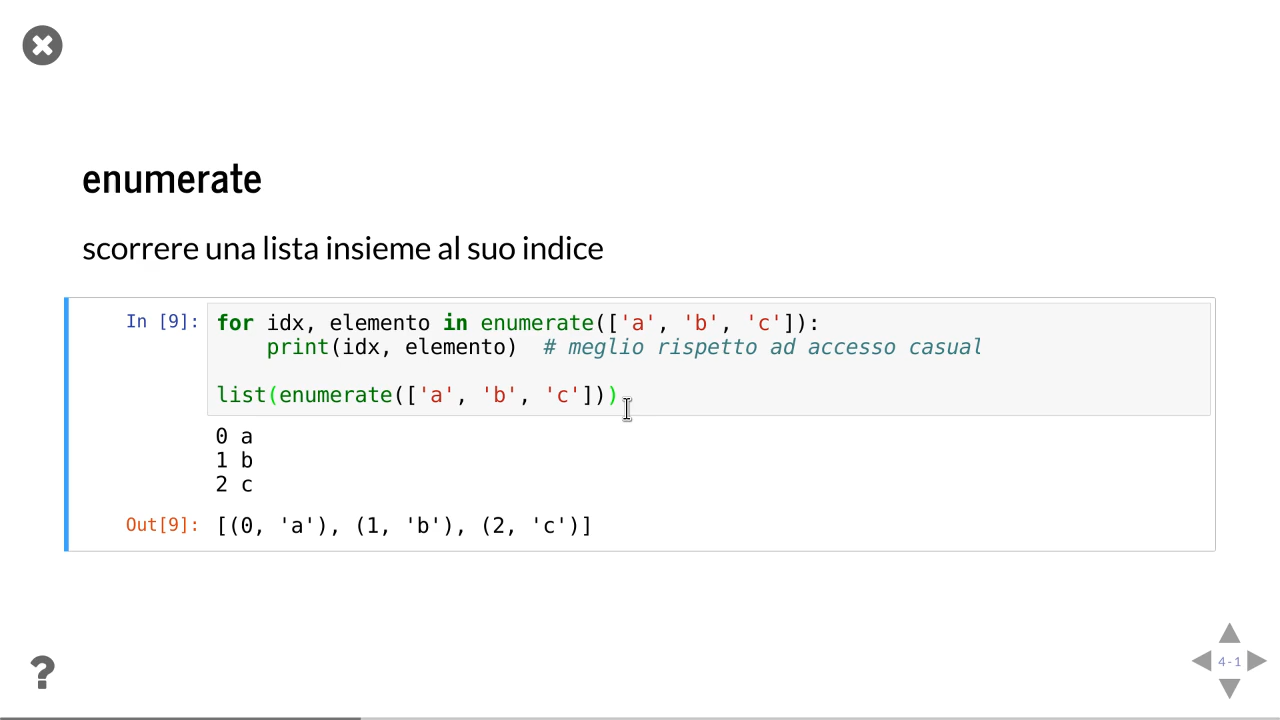 enumerate
scorrere una lista insieme al suo indice
In [9]: for idx, elemento in enumerate(['a', 'b', 'c']):
    print(idx, elemento)  # meglio rispetto ad accesso casual
list(enumerate(['a', 'b', 'c']))
0 a
1 b
2 c
Out[9]: [(0, 'a'), (1, 'b'), (2, 'c')]
?
4-1